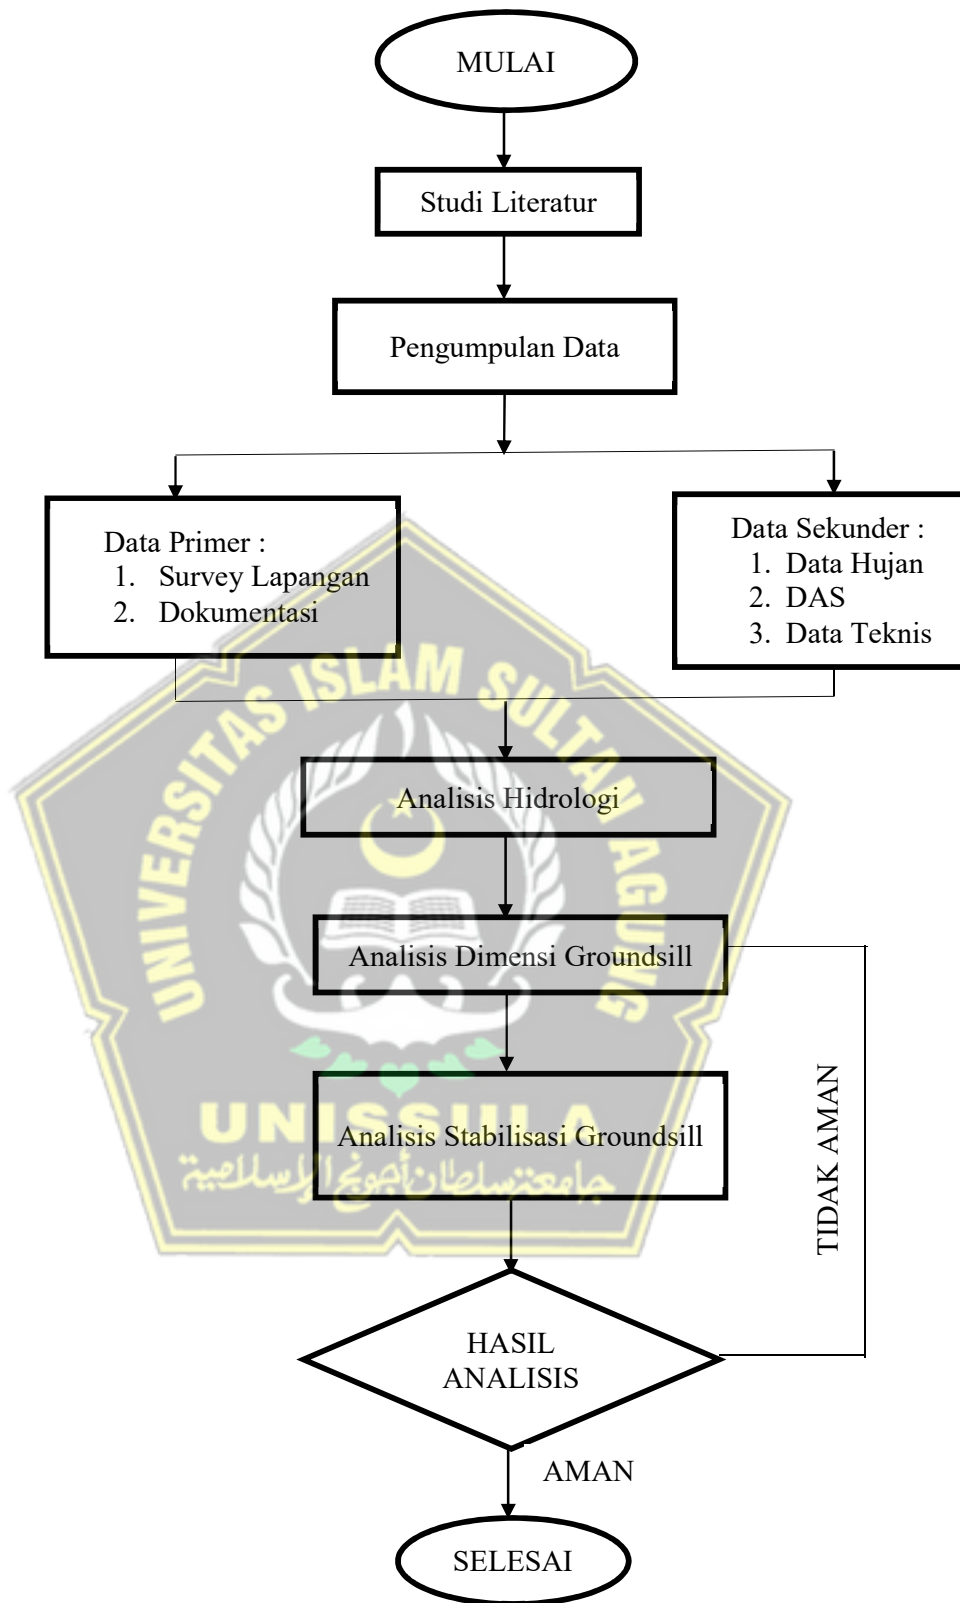 MULAI
Studi Literatur
Pengumpulan Data
Data Primer :
1. Survey Lapangan
2. Dokumentasi
Data Sekunder :
1. Data Hujan
2. DAS
3. Data Teknis
UNIVERSITAS ISLAM SULTAN AGUNG
Analisis Hidrologi
Analisis Dimensi Groundsill
Analisis Stabilisasi Groundsill
UNISSULA
جامعتنسلطان أجونج الإسلامية
TIDAK AMAN
HASIL
ANALISIS
AMAN
SELESAI